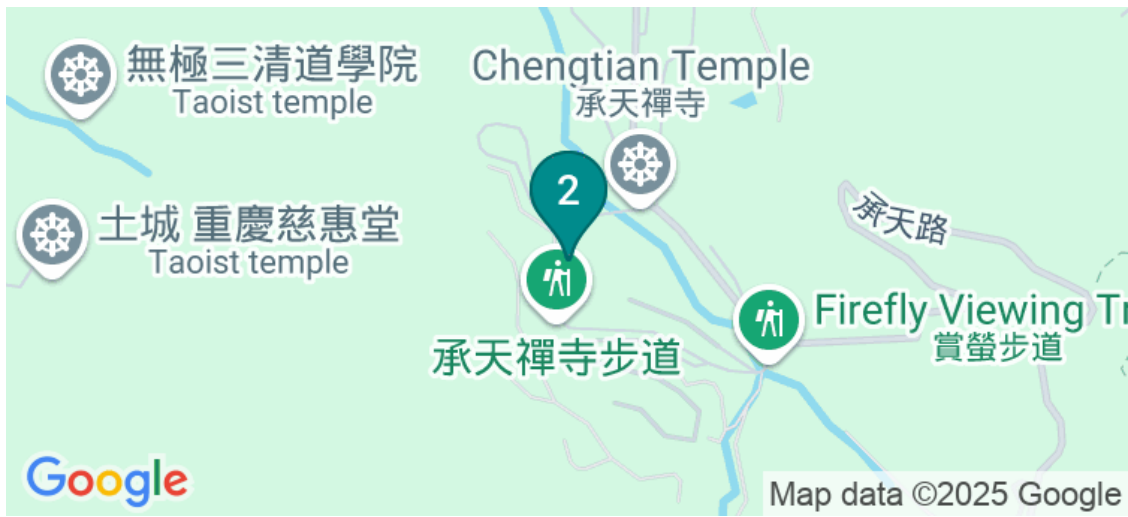 無極三清道學院
Taoist temple
Chengtian Temple
承天禪寺
2
土城 重慶慈惠堂
Taoist temple
承天路
承天禪寺步道
Firefly Viewing Tr
賞螢步道
Google
Map data ©2025 Google